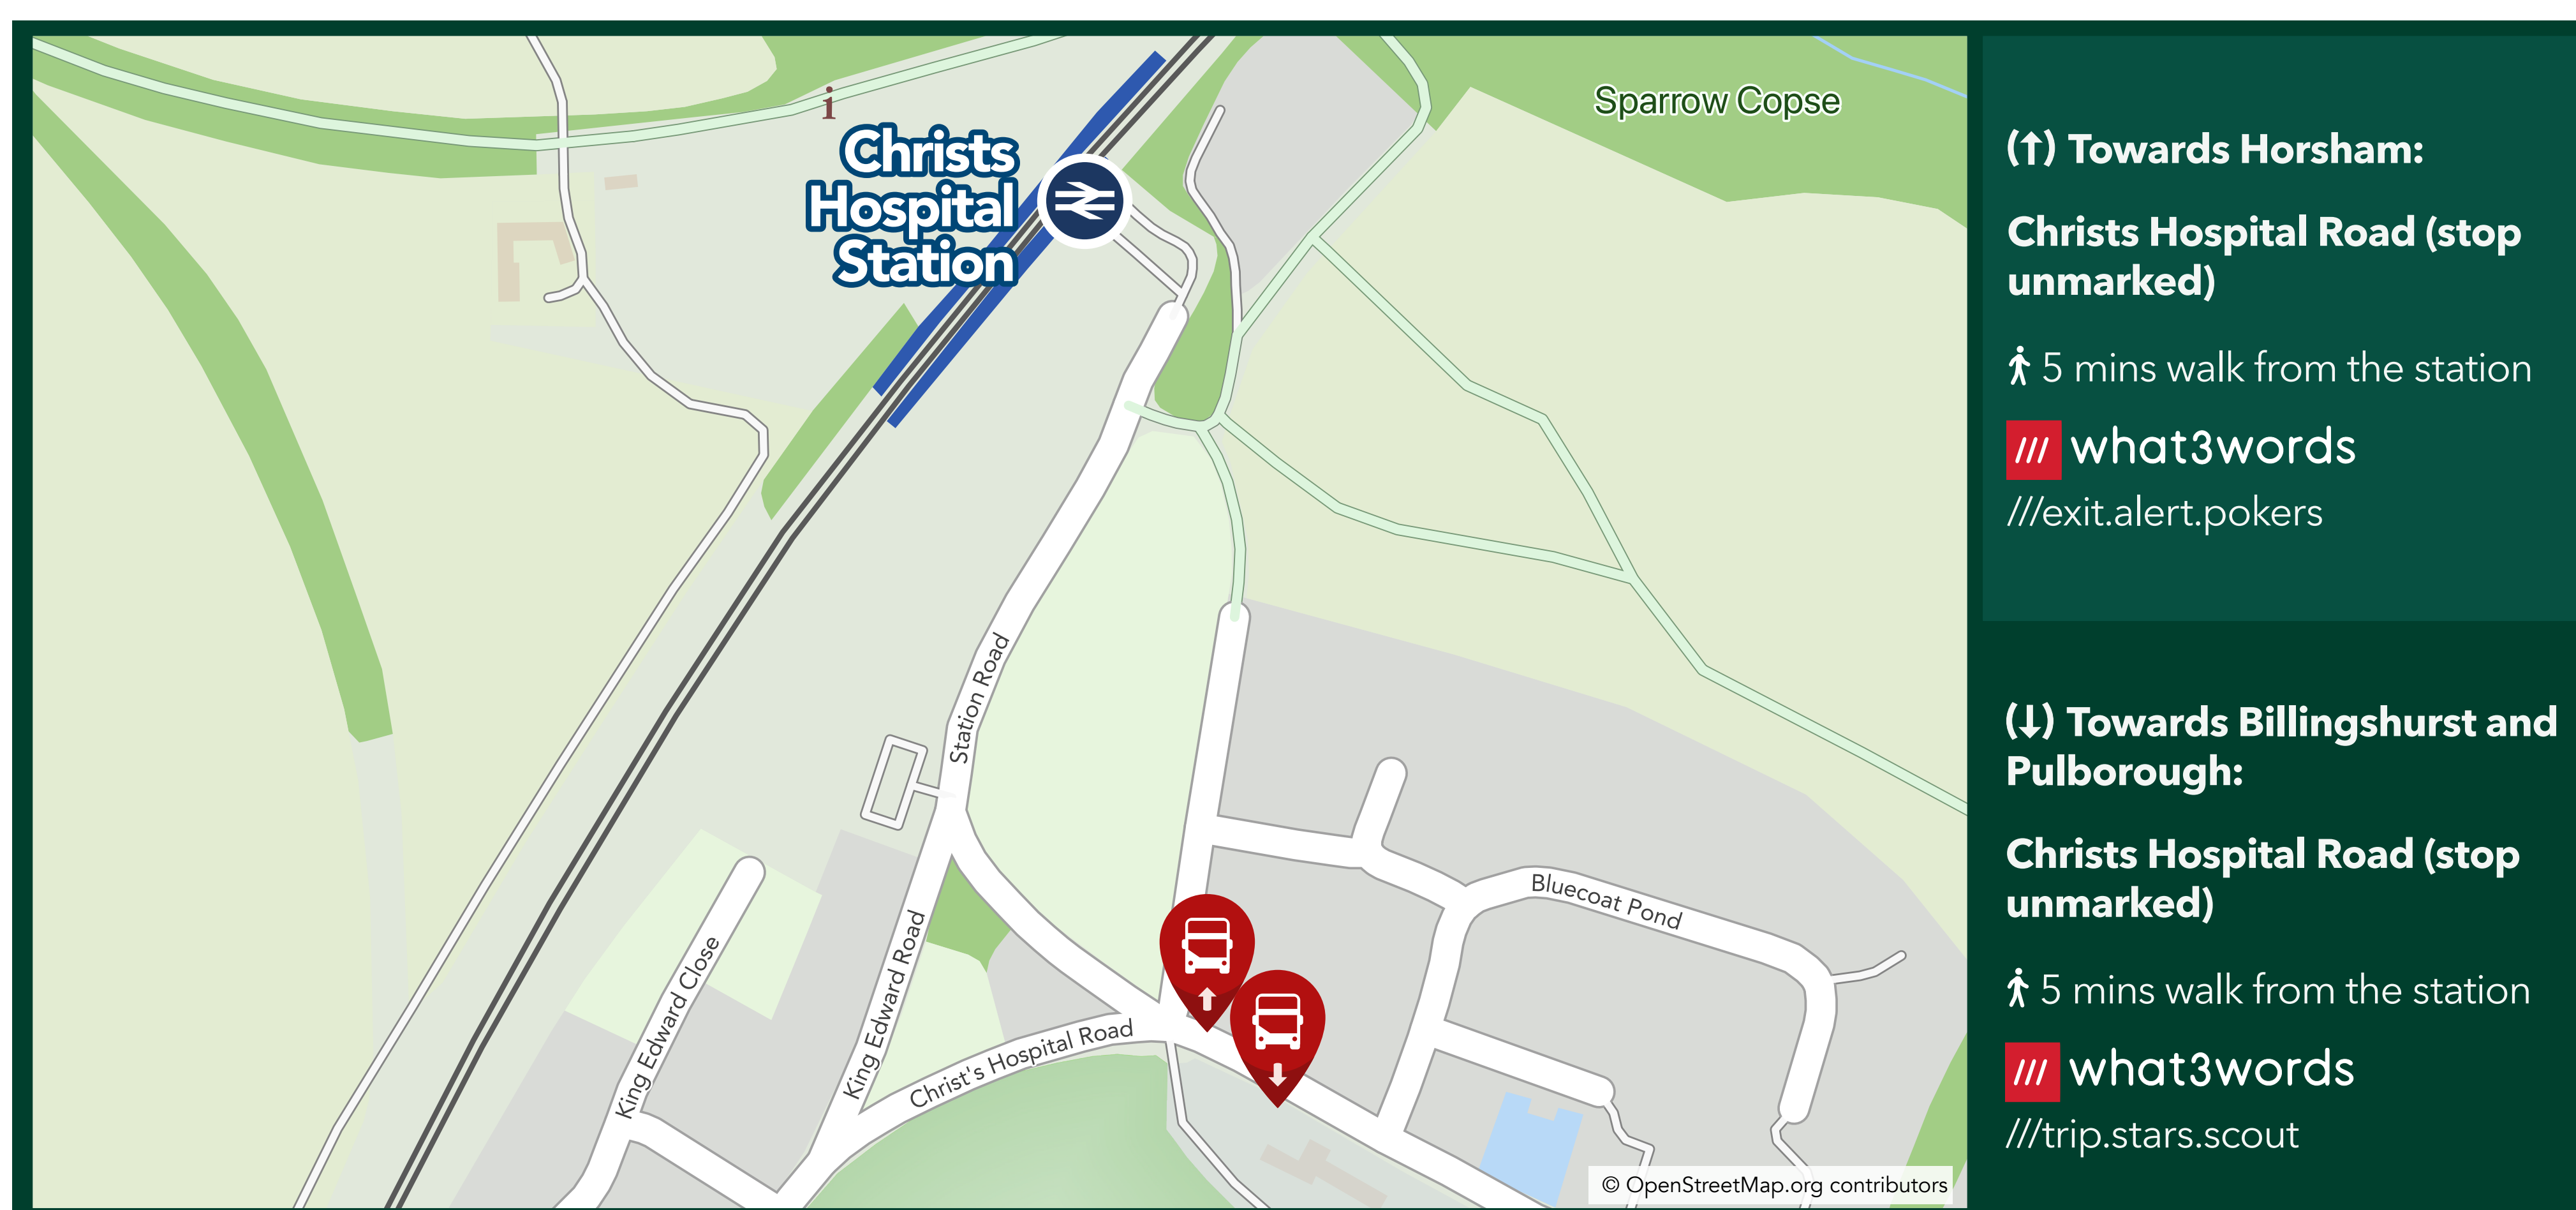 Sparrow Copse
i
Christs
Hospital
Station
Station Road
King Edward Close
King Edward Road
Christ's Hospital Road
Bluecoat Pond
© OpenStreetMap.org contributors
(↑) Towards Horsham:
Christs Hospital Road (stop
unmarked)
5 mins walk from the station
/// what3words
///exit.alert.pokers
(↓) Towards Billingshurst and
Pulborough:
Christs Hospital Road (stop
unmarked)
5 mins walk from the station
/// what3words
///trip.stars.scout